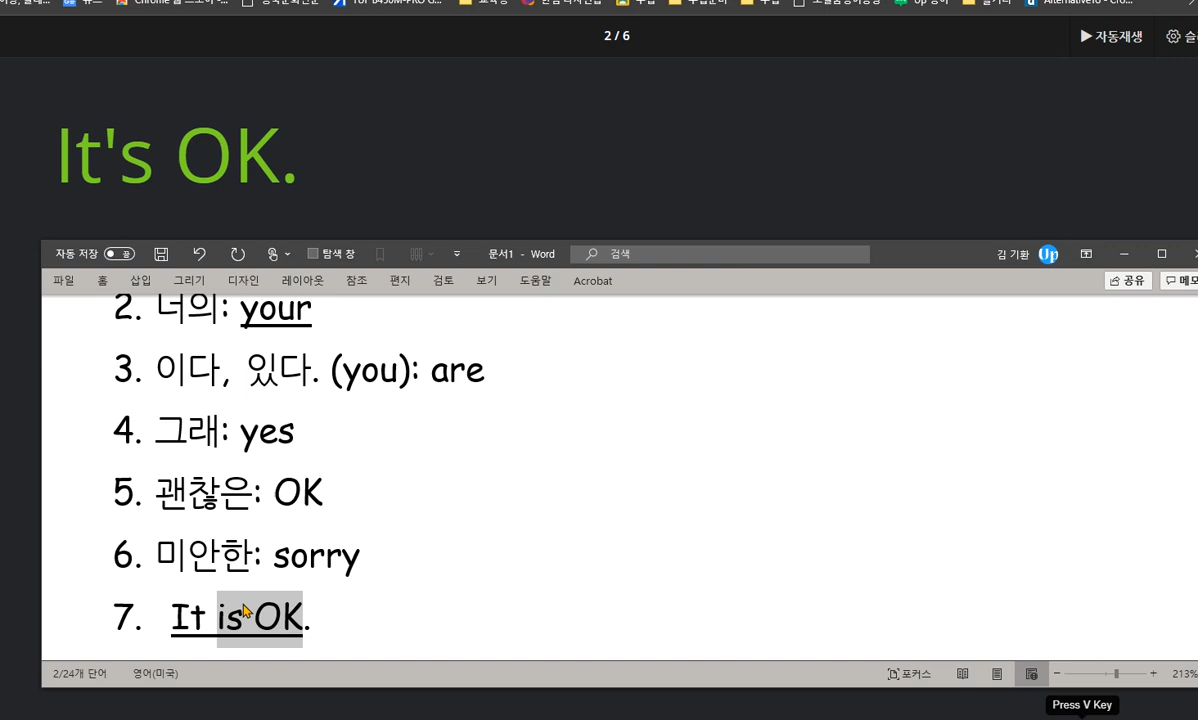 2 / 6
▶자동재생
It's OK.
자동 저장 끔 탐색 창 문서1 - Word 검색 김 기환 Up
파일 홈 삽입 그리기 디자인 레이아웃 참조 편지 검토 보기 도움말 Acrobat 공유
2. 너의: your
3. 이다, 있다. (you): are
4. 그래: yes
5. 괜찮은: OK
6. 미안한: sorry
7. It is OK.
2/24개 단어 영어(미국) 포커스 213%
Press V Key